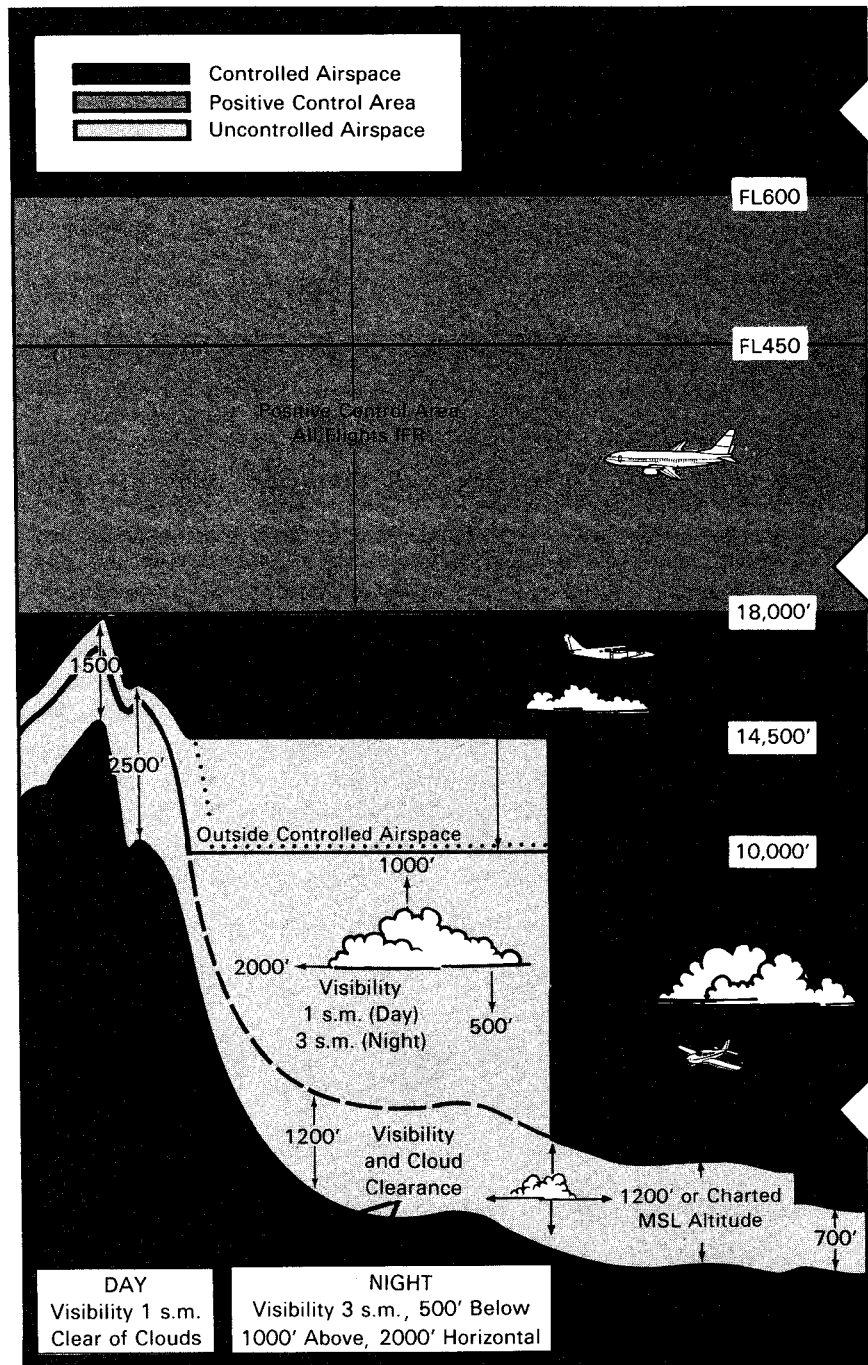 Controlled Airspace
Positive Control Area
Uncontrolled Airspace
FL600
FL450
Positive Control Area
All Flights IFR
18,000'
1500'
14,500'
2500'
Outside Controlled Airspace
10,000'
1000'
2000'
Visibility
1 s.m. (Day)
3 s.m. (Night)
500'
1200'
Visibility
and Cloud
Clearance
1200' or Charted
MSL Altitude
700'
DAY
Visibility 1 s.m.
Clear of Clouds
NIGHT
Visibility 3 s.m., 500' Below
1000' Above, 2000' Horizontal